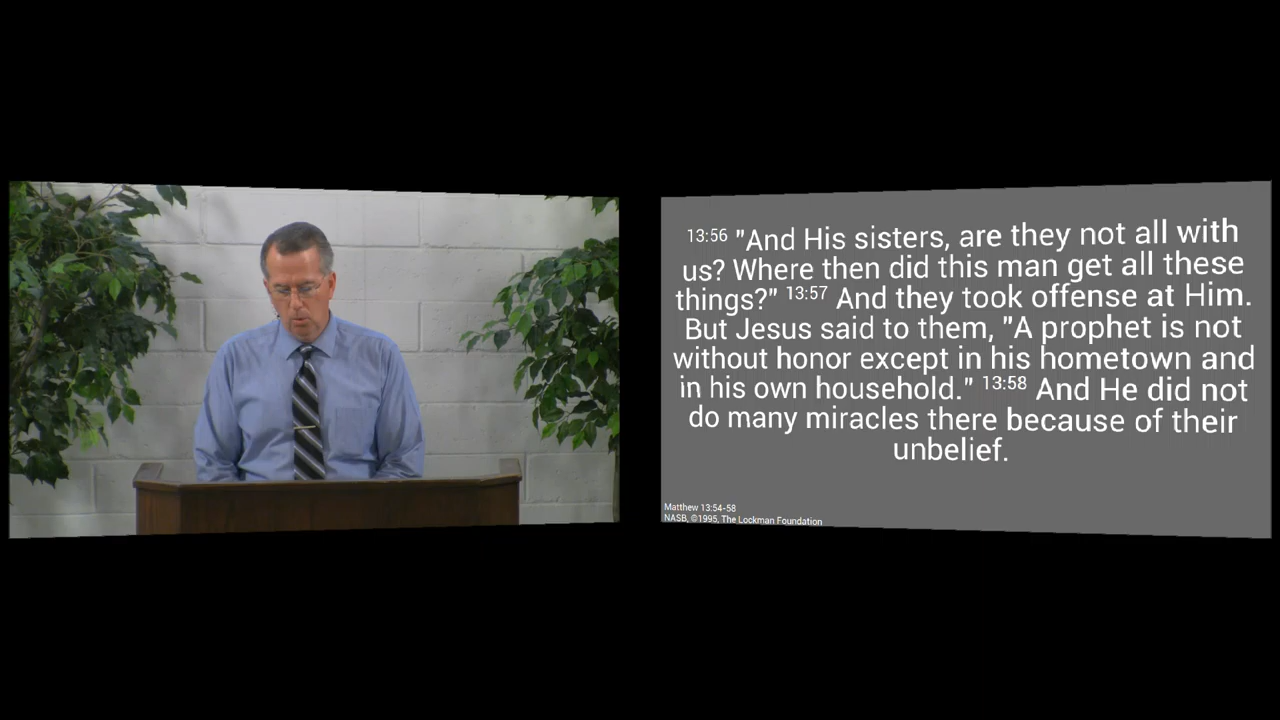 13:56 "And His sisters, are they not all with
us? Where then did this man get all these
things?" 13:57 And they took offense at Him.
But Jesus said to them, "A prophet is not
without honor except in his hometown and
in his own household." 13:58 And He did not
do many miracles there because of their
unbelief.
Matthew 13:54-58
NASB, ©1995, The Lockman Foundation